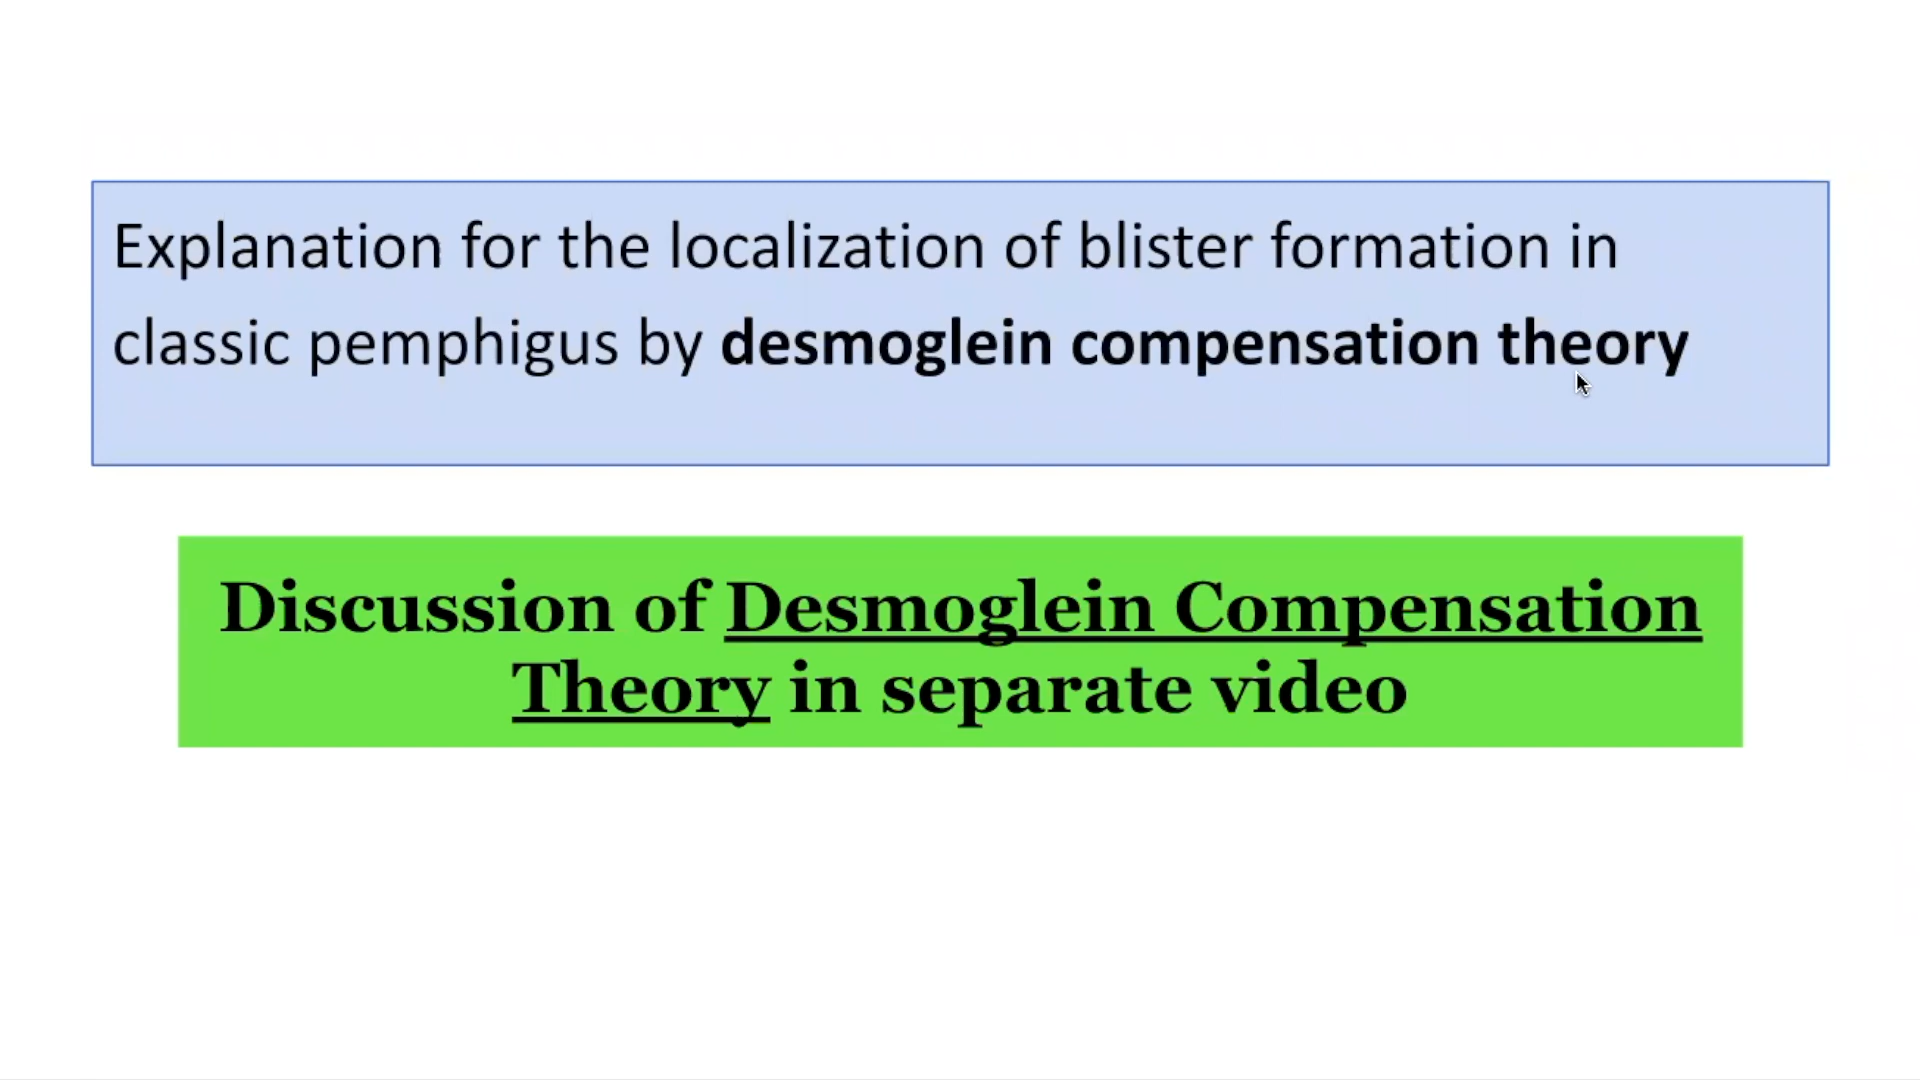 Explanation for the localization of blister formation in
classic pemphigus by desmoglein compensation theory
Discussion of Desmoglein Compensation
Theory in separate video